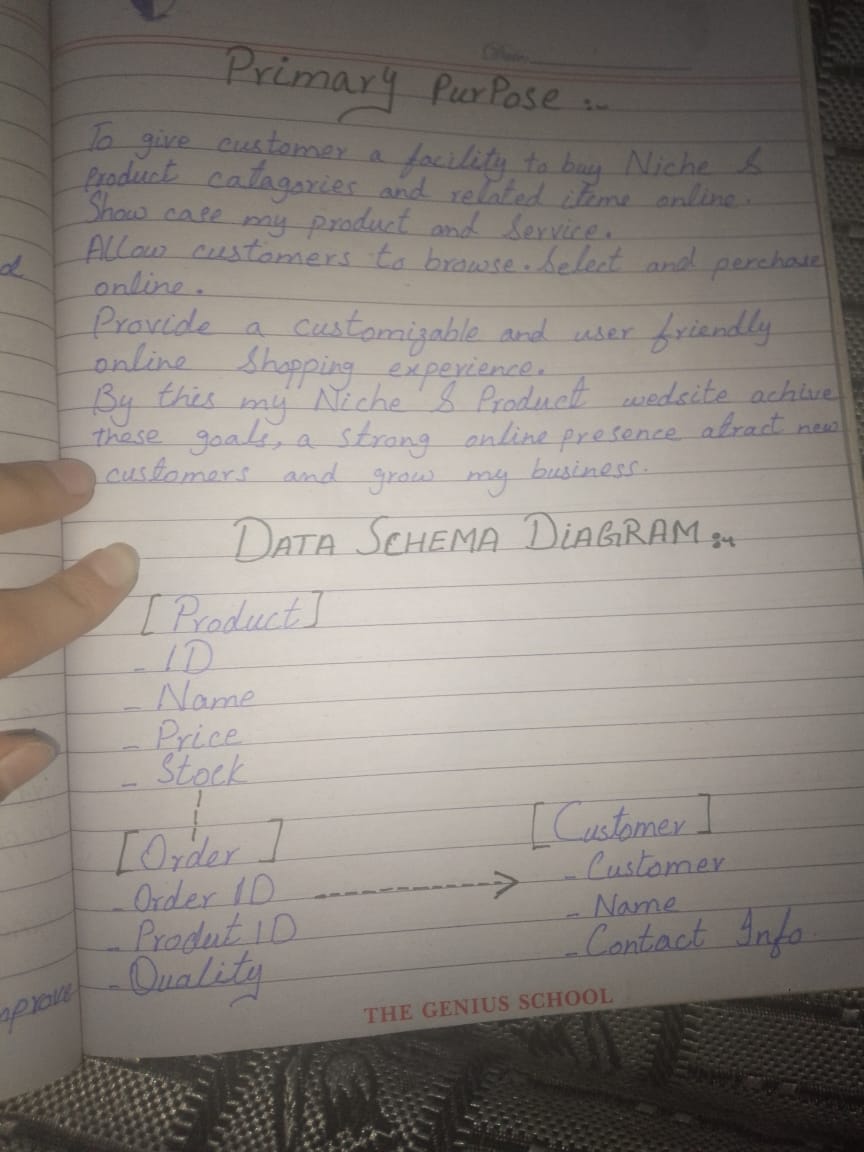 Date:
Primary PurPose :-
To give customer a facility to buy Niche &
Product catagories and related iteme online.
Show case my product and Service.
Allow customers to browse. Select and perchase
online.
Provide a customizable and user friendly
online Shopping experience.
By this my Niche & Product wedsite achive
these goals, a strong online presence atract new
customers and grow my business.
DATA SCHEMA DiAGRAM :-
[Product]
- ID
- Name
- Price
- Stock
[Order]
- Order ID
- Produt ID
- Quality
[Customer]
- Customer
- Name
- Contact Info
THE GENIUS SCHOOL
d